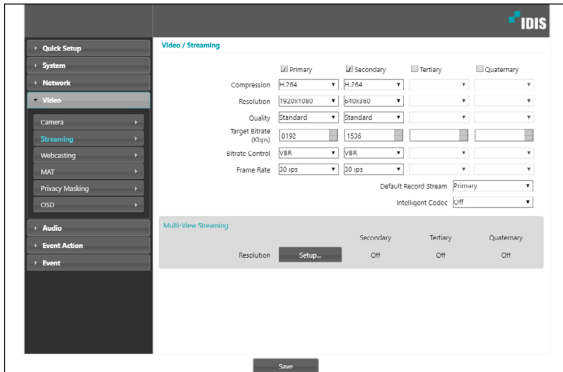 IDIS
Quick Setup
System
Network
Video
Camera
Streaming
Webcasting
MAT
Privacy Masking
OSD
Audio
Event Action
Event
Video / Streaming
Primary Secondary Tertiary Quaternary
Compression H.264 H.264
Resolution 1920x1080 640x360
Quality Standard Standard
Target Bitrate
(Kbps) 8192 1536
Bitrate Control VBR VBR
Frame Rate 30 ips 30 ips
Default Record Stream Primary
Intelligent Codec Off
Multi-View Streaming
Secondary Tertiary Quaternary
Resolution Setup... Off Off Off
Save